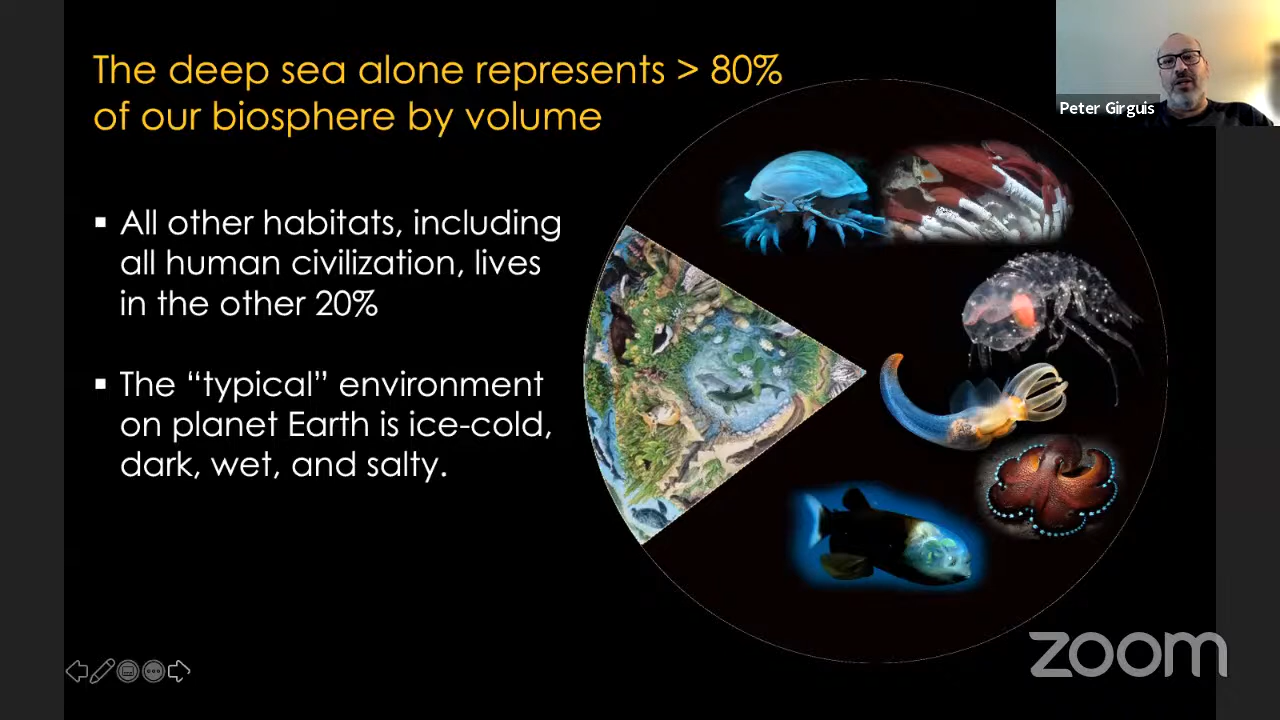 The deep sea alone represents > 80%
of our biosphere by volume
▪ All other habitats, including
all human civilization, lives
in the other 20%
▪ The “typical” environment
on planet Earth is ice-cold,
dark, wet, and salty.
Peter Girguis
zoom